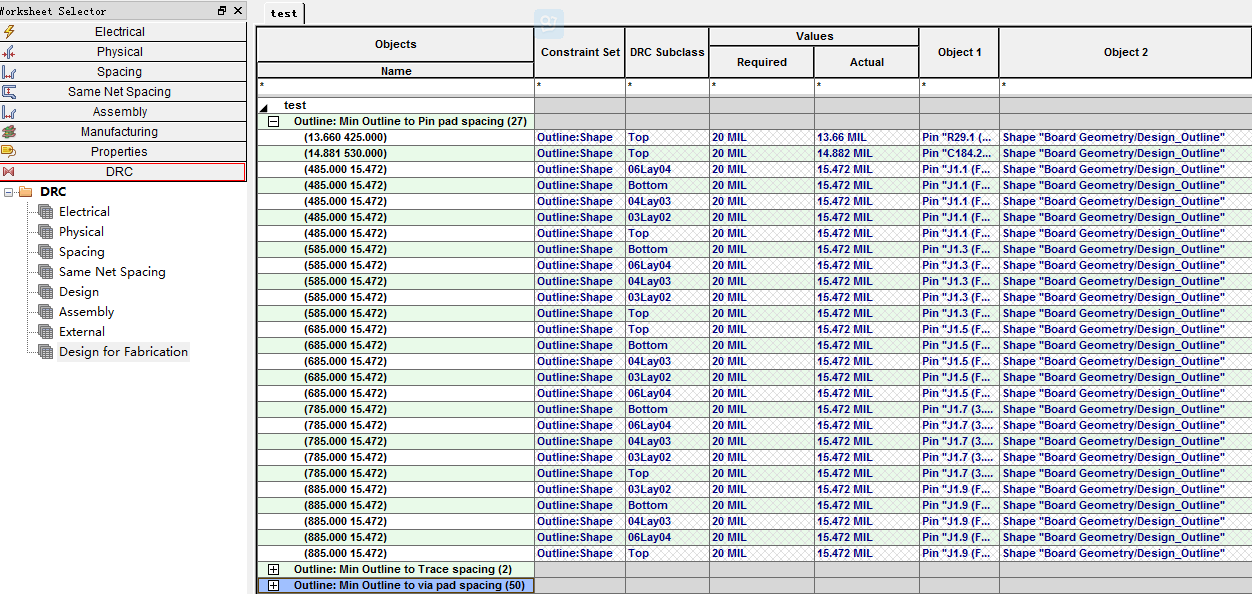 Worksheet Selector
Electrical
Physical
Spacing
Same Net Spacing
Assembly
Manufacturing
Properties
DRC
DRC
Electrical
Physical
Spacing
Same Net Spacing
Design
Assembly
External
Design for Fabrication
test
Objects Constraint Set DRC Subclass Values Object 1 Object 2
Name Required Actual
* * * * * * *
test
Outline: Min Outline to Pin pad spacing (27)
(13.660 425.000) Outline:Shape Top 20 MIL 13.66 MIL Pin "R29.1 (... Shape "Board Geometry/Design_Outline"
(14.881 530.000) Outline:Shape Top 20 MIL 14.882 MIL Pin "C184.2... Shape "Board Geometry/Design_Outline"
(485.000 15.472) Outline:Shape 06Lay04 20 MIL 15.472 MIL Pin "J1.1 (F... Shape "Board Geometry/Design_Outline"
(485.000 15.472) Outline:Shape Bottom 20 MIL 15.472 MIL Pin "J1.1 (F... Shape "Board Geometry/Design_Outline"
(485.000 15.472) Outline:Shape 04Lay03 20 MIL 15.472 MIL Pin "J1.1 (F... Shape "Board Geometry/Design_Outline"
(485.000 15.472) Outline:Shape 03Lay02 20 MIL 15.472 MIL Pin "J1.1 (F... Shape "Board Geometry/Design_Outline"
(485.000 15.472) Outline:Shape Top 20 MIL 15.472 MIL Pin "J1.1 (F... Shape "Board Geometry/Design_Outline"
(585.000 15.472) Outline:Shape Bottom 20 MIL 15.472 MIL Pin "J1.3 (F... Shape "Board Geometry/Design_Outline"
(585.000 15.472) Outline:Shape 06Lay04 20 MIL 15.472 MIL Pin "J1.3 (F... Shape "Board Geometry/Design_Outline"
(585.000 15.472) Outline:Shape 04Lay03 20 MIL 15.472 MIL Pin "J1.3 (F... Shape "Board Geometry/Design_Outline"
(585.000 15.472) Outline:Shape 03Lay02 20 MIL 15.472 MIL Pin "J1.3 (F... Shape "Board Geometry/Design_Outline"
(585.000 15.472) Outline:Shape Top 20 MIL 15.472 MIL Pin "J1.3 (F... Shape "Board Geometry/Design_Outline"
(685.000 15.472) Outline:Shape Top 20 MIL 15.472 MIL Pin "J1.5 (F... Shape "Board Geometry/Design_Outline"
(685.000 15.472) Outline:Shape Bottom 20 MIL 15.472 MIL Pin "J1.5 (F... Shape "Board Geometry/Design_Outline"
(685.000 15.472) Outline:Shape 04Lay03 20 MIL 15.472 MIL Pin "J1.5 (F... Shape "Board Geometry/Design_Outline"
(685.000 15.472) Outline:Shape 03Lay02 20 MIL 15.472 MIL Pin "J1.5 (F... Shape "Board Geometry/Design_Outline"
(685.000 15.472) Outline:Shape 06Lay04 20 MIL 15.472 MIL Pin "J1.5 (F... Shape "Board Geometry/Design_Outline"
(785.000 15.472) Outline:Shape Bottom 20 MIL 15.472 MIL Pin "J1.7 (3.... Shape "Board Geometry/Design_Outline"
(785.000 15.472) Outline:Shape 06Lay04 20 MIL 15.472 MIL Pin "J1.7 (3.... Shape "Board Geometry/Design_Outline"
(785.000 15.472) Outline:Shape 04Lay03 20 MIL 15.472 MIL Pin "J1.7 (3.... Shape "Board Geometry/Design_Outline"
(785.000 15.472) Outline:Shape 03Lay02 20 MIL 15.472 MIL Pin "J1.7 (3.... Shape "Board Geometry/Design_Outline"
(785.000 15.472) Outline:Shape Top 20 MIL 15.472 MIL Pin "J1.7 (3.... Shape "Board Geometry/Design_Outline"
(885.000 15.472) Outline:Shape 03Lay02 20 MIL 15.472 MIL Pin "J1.9 (F... Shape "Board Geometry/Design_Outline"
(885.000 15.472) Outline:Shape Bottom 20 MIL 15.472 MIL Pin "J1.9 (F... Shape "Board Geometry/Design_Outline"
(885.000 15.472) Outline:Shape 04Lay03 20 MIL 15.472 MIL Pin "J1.9 (F... Shape "Board Geometry/Design_Outline"
(885.000 15.472) Outline:Shape 06Lay04 20 MIL 15.472 MIL Pin "J1.9 (F... Shape "Board Geometry/Design_Outline"
(885.000 15.472) Outline:Shape Top 20 MIL 15.472 MIL Pin "J1.9 (F... Shape "Board Geometry/Design_Outline"
Outline: Min Outline to Trace spacing (2)
Outline: Min Outline to via pad spacing (50)